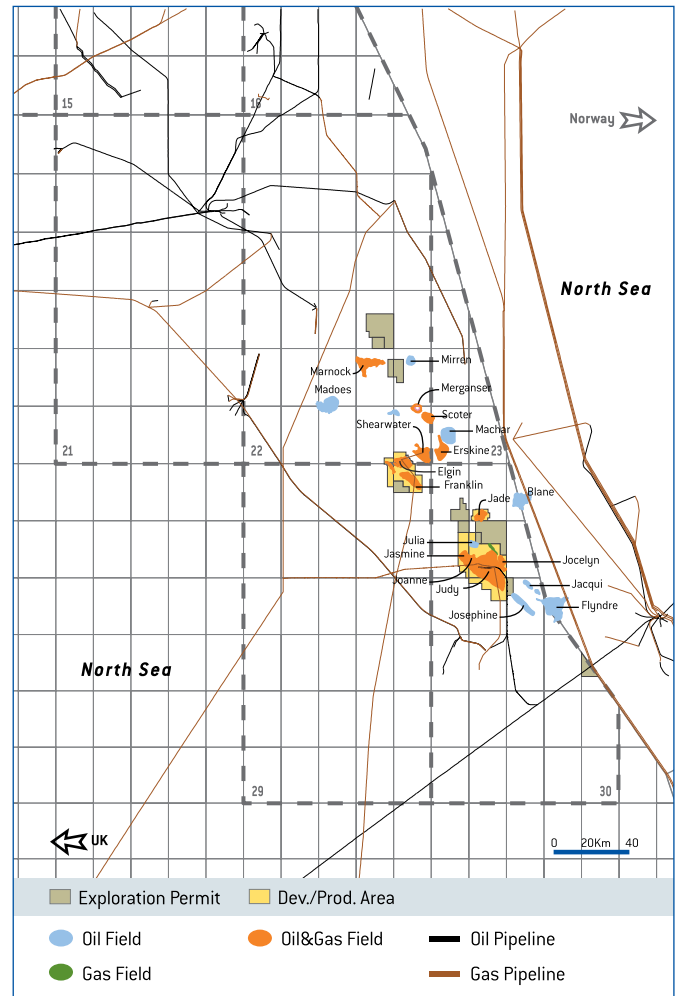 15
16
Norway
North Sea
Mirren
Marnock
Merganser
Madoes
Scoter
Shearwater
Machar
Erskine
21
22
23
Elgin
Franklin
Jade
Blane
Julia
Jasmine
Jocelyn
Joanne
Jacqui
Judy
Flyndre
Josephine
North Sea
29
30
UK
0 20Km 40
Exploration Permit
Dev./Prod. Area
Oil Field
Oil&Gas Field
Oil Pipeline
Gas Field
Gas Pipeline